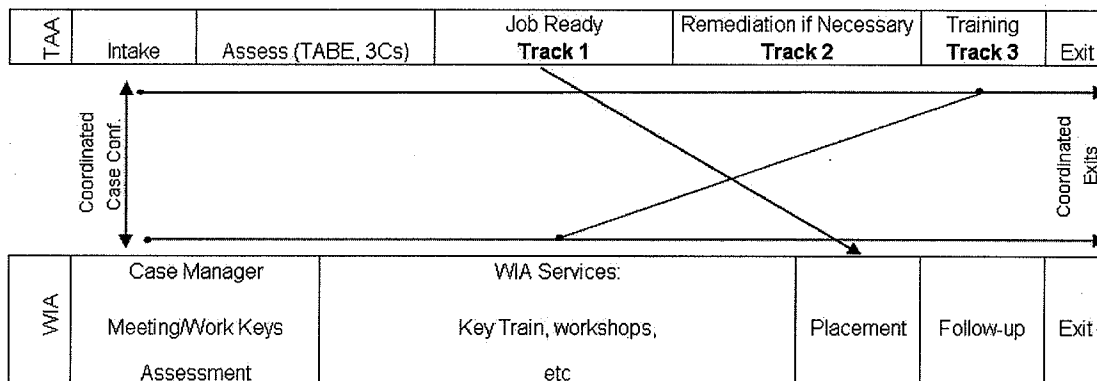 TAA
Intake
Assess (TABE, 3Cs)
Job Ready
Track 1
Remediation if Necessary
Track 2
Training
Track 3
Exit
Coordinated
Case Conf.
Coordinated
Exits
WIA
Case Manager
Meeting/Work Keys
Assessment
WIA Services:
Key Train, workshops,
etc
Placement
Follow-up
Exit